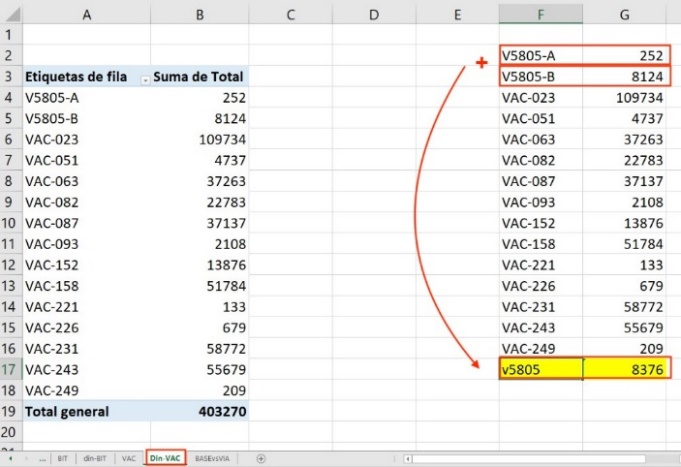 A B C D E F G
1
2 V5805-A 252
3 Etiquetas de fila Suma de Total V5805-B 8124
4 V5805-A 252 VAC-023 109734
5 V5805-B 8124 VAC-051 4737
6 VAC-023 109734 VAC-063 37263
7 VAC-051 4737 VAC-082 22783
8 VAC-063 37263 VAC-087 37137
9 VAC-082 22783 VAC-093 2108
10 VAC-087 37137 VAC-152 13876
11 VAC-093 2108 VAC-158 51784
12 VAC-152 13876 VAC-221 133
13 VAC-158 51784 VAC-226 679
14 VAC-221 133 VAC-231 58772
15 VAC-226 679 VAC-243 55679
16 VAC-231 58772 VAC-249 209
17 VAC-243 55679 v5805 8376
18 VAC-249 209
19 Total general 403270
20
... BIT din-BIT VAC Din-VAC BASEvsVIA